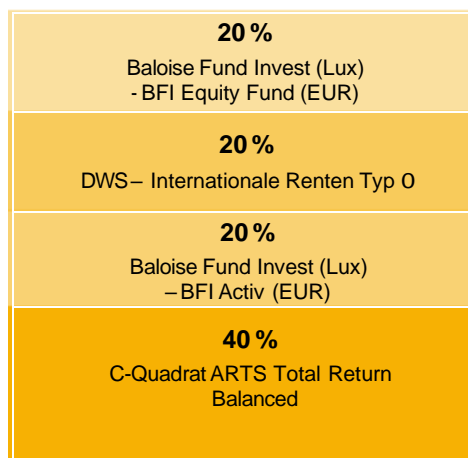 20 %
Baloise Fund Invest (Lux)
- BFI Equity Fund (EUR)
20 %
DWS – Internationale Renten Typ O
20 %
Baloise Fund Invest (Lux)
– BFI Activ (EUR)
40 %
C-Quadrat ARTS Total Return
Balanced